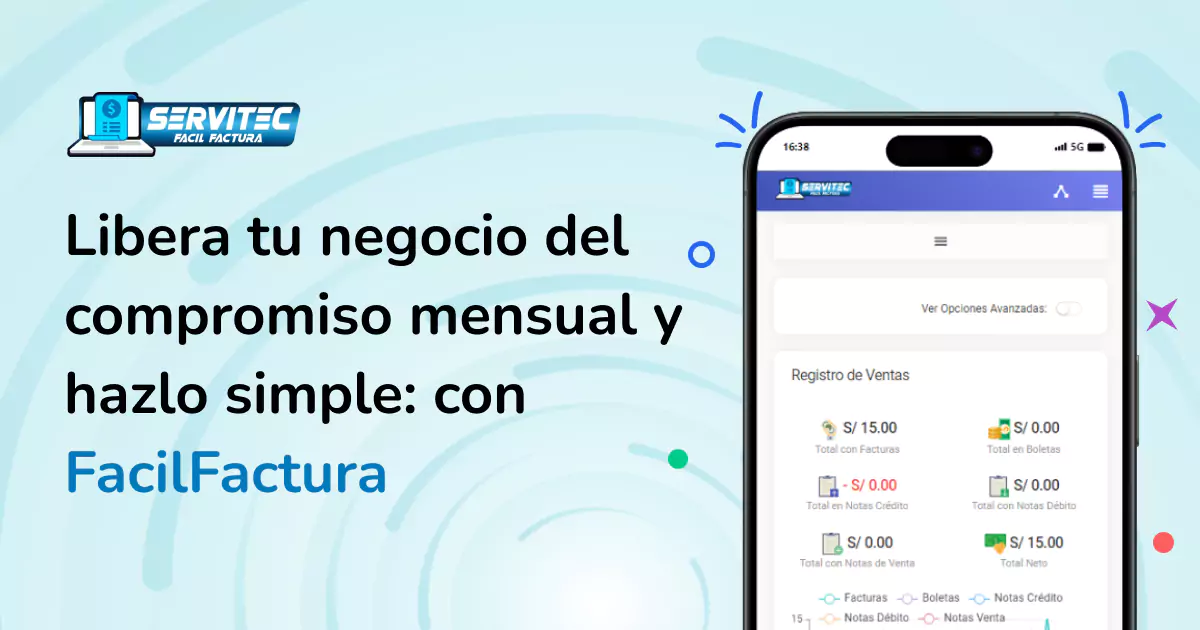 SERVITEC
FACIL FACTURA
Libera tu negocio del
compromiso mensual y
hazlo simple: con
FacilFactura
16:38
5G
SERVITEC
FACIL FACTURA
Ver Opciones Avanzadas:
Registro de Ventas
S/ 15.00
Total con Facturas
S/ 0.00
Total en Boletas
- S/ 0.00
Total en Notas Crédito
S/ 0.00
Total con Notas Débito
S/ 0.00
Total con Notas de Venta
S/ 15.00
Total Neto
Facturas Boletas Notas Crédito
Notas Débito Notas Venta
15